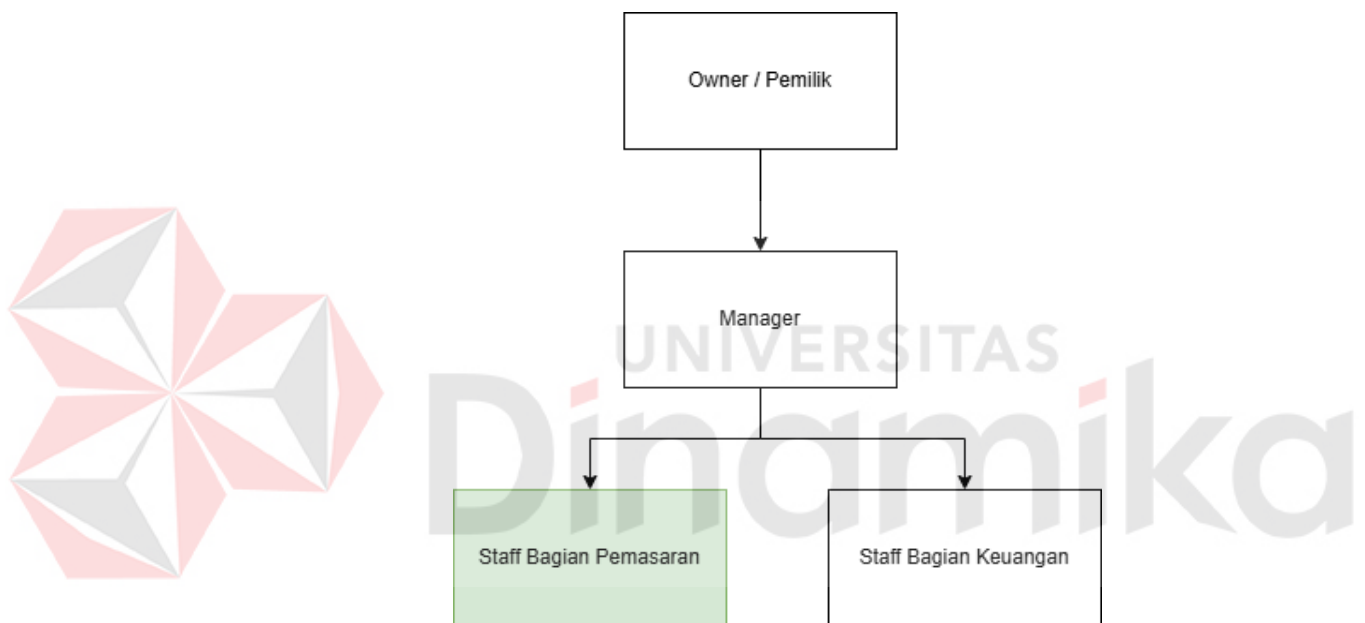 Owner / Pemilik
Manager
UNIVERSITAS
Dinamika
Staff Bagian Pemasaran
Staff Bagian Keuangan